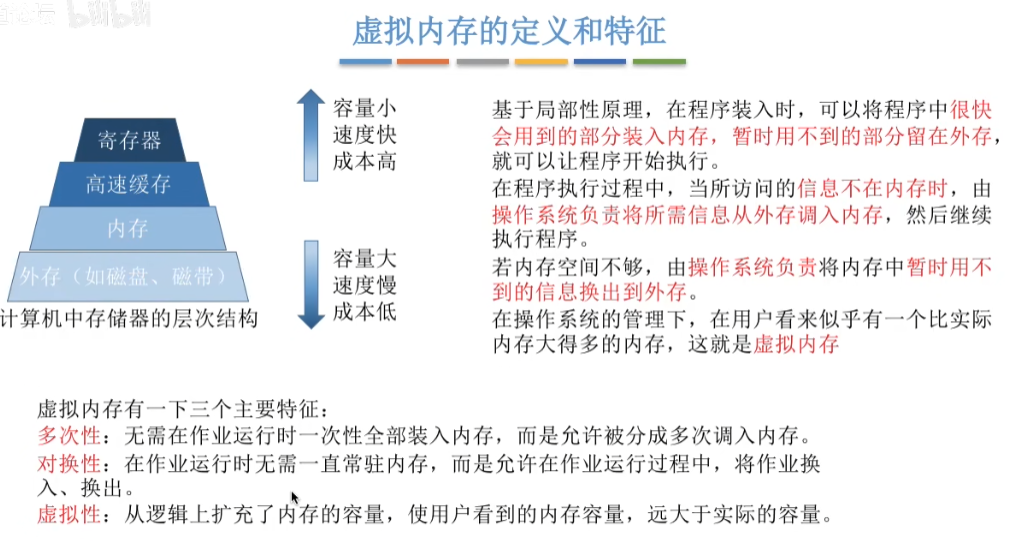 bilibili
虚拟内存的定义和特征
寄存器
高速缓存
内存
外存（如磁盘、磁带）
计算机中存储器的层次结构
容量小
速度快
成本高
容量大
速度慢
成本低
基于局部性原理，在程序装入时，可以将程序中很快
会用到的部分装入内存，暂时用不到的部分留在外存，
就可以让程序开始执行。
在程序执行过程中，当所访问的信息不在内存时，由
操作系统负责将所需信息从外存调入内存，然后继续
执行程序。
若内存空间不够，由操作系统负责将内存中暂时用不
到的信息换出到外存。
在操作系统的管理下，在用户看来似乎有一个比实际
内存大得多的内存，这就是虚拟内存
虚拟内存有一下三个主要特征：
多次性：无需在作业运行时一次性全部装入内存，而是允许被分成多次调入内存。
对换性：在作业运行时无需一直常驻内存，而是允许在作业运行过程中，将作业换
入、换出。
虚拟性：从逻辑上扩充了内存的容量，使用户看到的内存容量，远大于实际的容量。